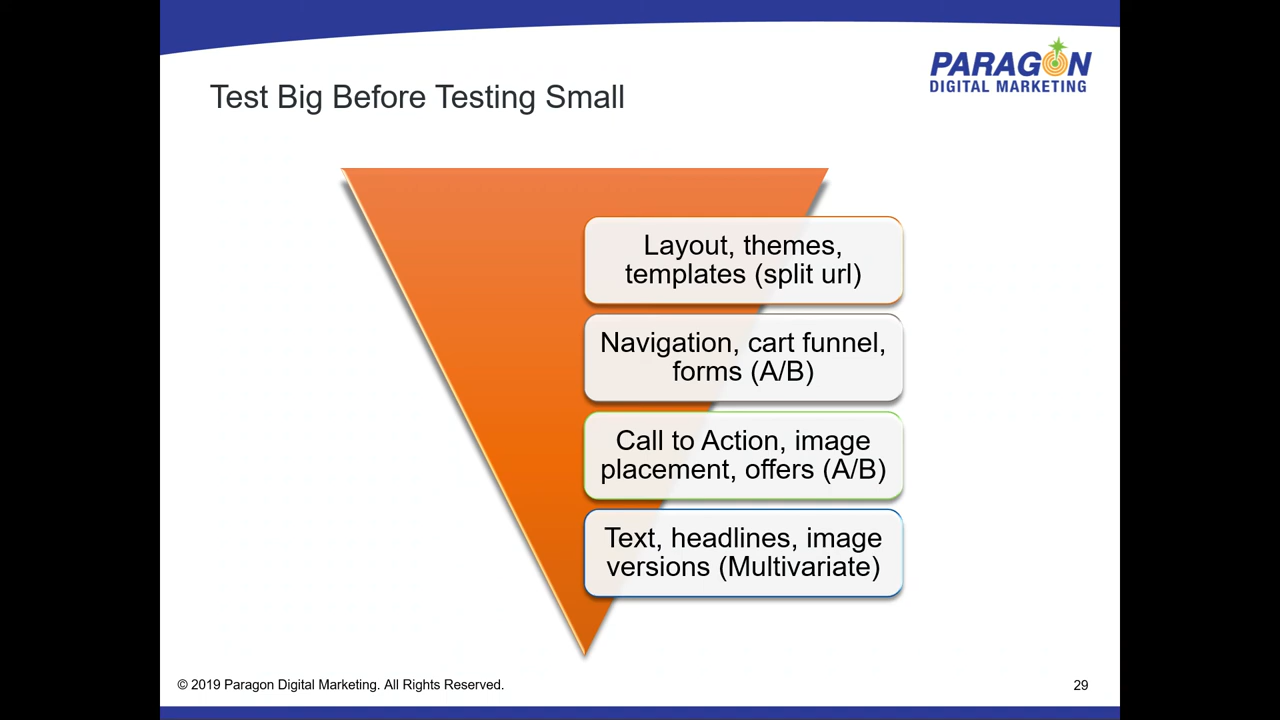 PARAGON
DIGITAL MARKETING
Test Big Before Testing Small
Layout, themes,
templates (split url)
Navigation, cart funnel,
forms (A/B)
Call to Action, image
placement, offers (A/B)
Text, headlines, image
versions (Multivariate)
© 2019 Paragon Digital Marketing. All Rights Reserved.
29